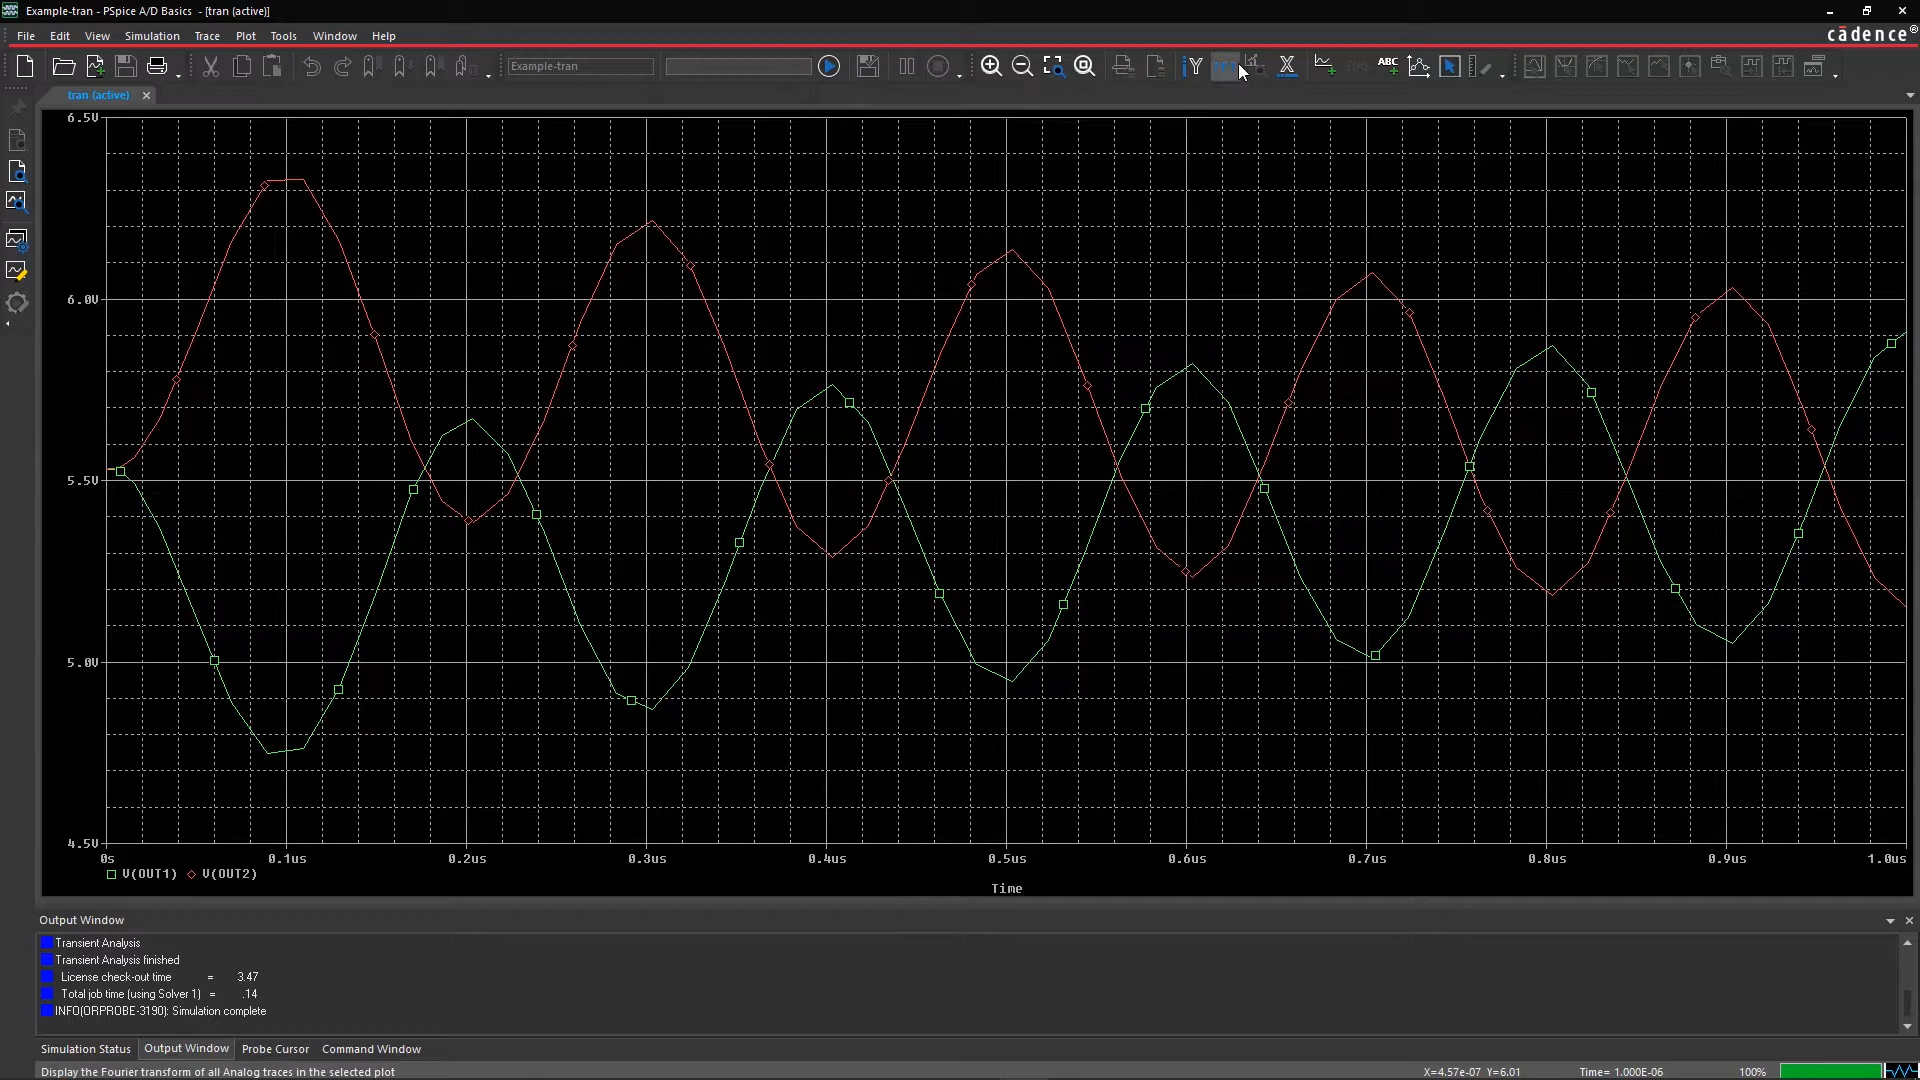 Example-tran - PSpice A/D Basics - [tran (active)]
File Edit View Simulation Trace Plot Tools Window Help
cādence®
Example-tran
iY
X
ABC
tran (active)
6.5V
6.0V
5.5V
5.0V
4.5V
0s 0.1us 0.2us 0.3us 0.4us 0.5us 0.6us 0.7us 0.8us 0.9us 1.0us
V(OUT1) V(OUT2)
Time
Output Window
Transient Analysis
Transient Analysis finished
License check-out time = 3.47
Total job time (using Solver 1) = .14
INFO(ORPROBE-3190): Simulation complete
Simulation Status Output Window Probe Cursor Command Window
Display the Fourier transform of all Analog traces in the selected plot X=4.57e-07 Y=6.01 Time= 1.000E-06 100%